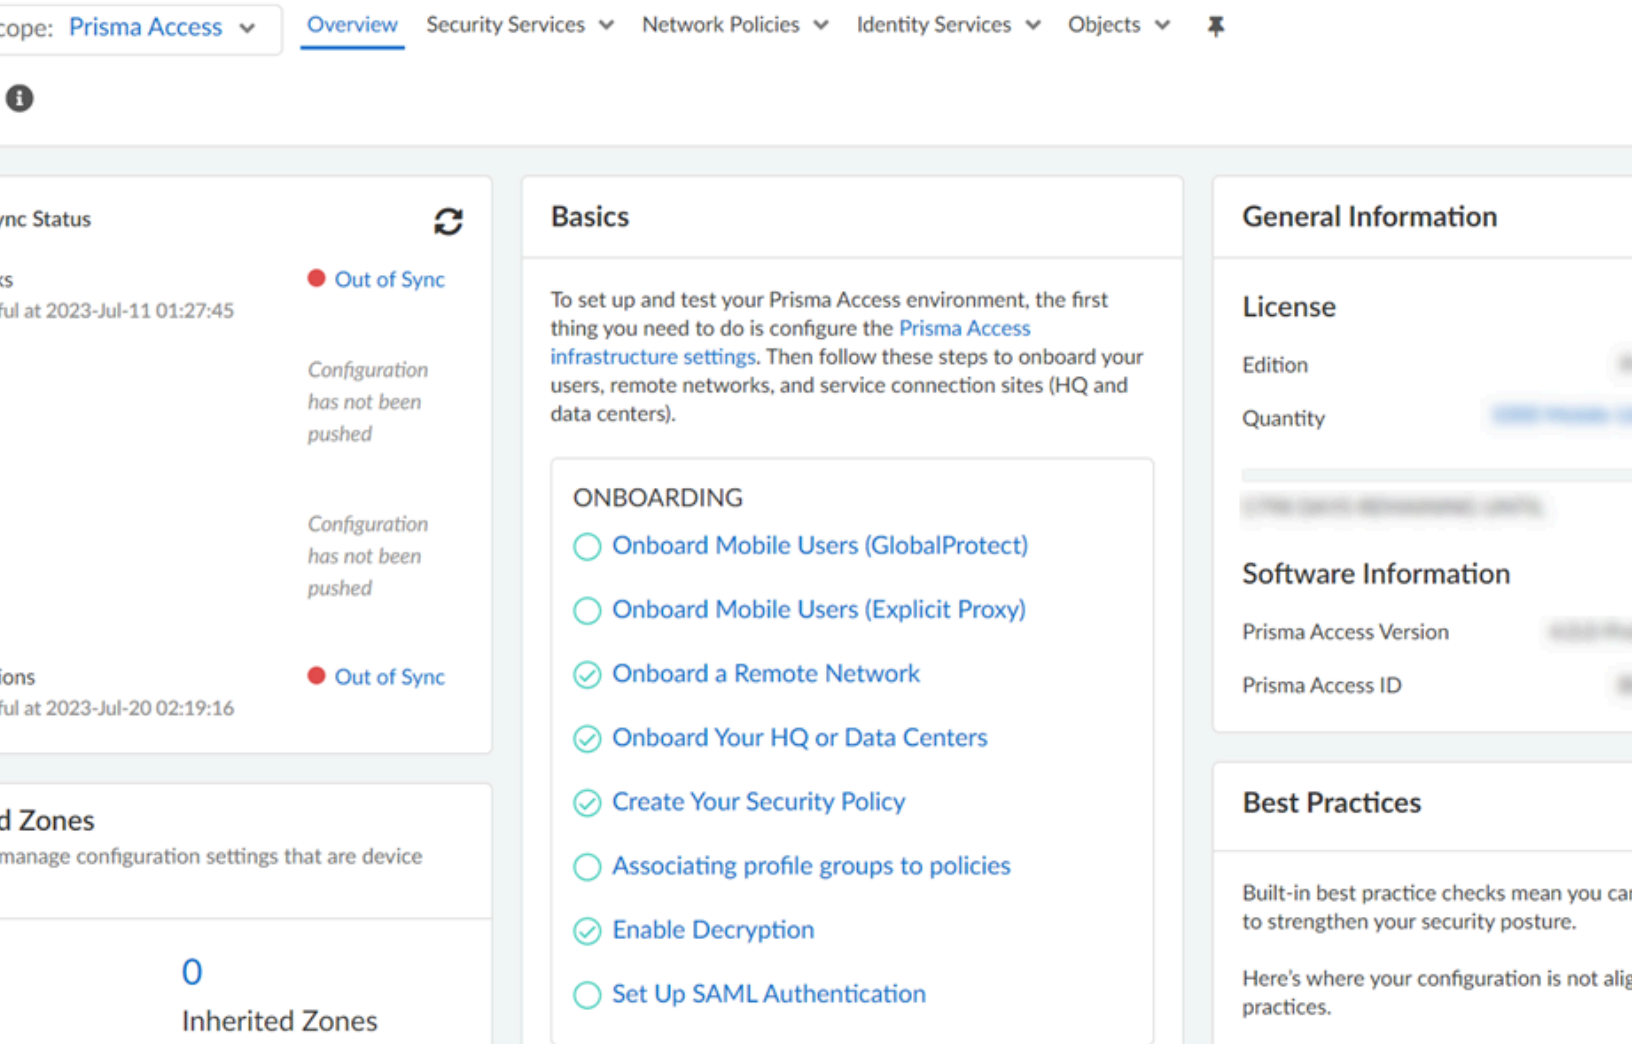 cope: Prisma Access
Overview Security Services Network Policies Identity Services Objects
ync Status
ks
Out of Sync
ful at 2023-Jul-11 01:27:45
Configuration
has not been
pushed
Configuration
has not been
pushed
ions
Out of Sync
ful at 2023-Jul-20 02:19:16
d Zones
manage configuration settings that are device
0
Inherited Zones
Basics
To set up and test your Prisma Access environment, the first
thing you need to do is configure the Prisma Access
infrastructure settings. Then follow these steps to onboard your
users, remote networks, and service connection sites (HQ and
data centers).
ONBOARDING
Onboard Mobile Users (GlobalProtect)
Onboard Mobile Users (Explicit Proxy)
Onboard a Remote Network
Onboard Your HQ or Data Centers
Create Your Security Policy
Associating profile groups to policies
Enable Decryption
Set Up SAML Authentication
General Information
License
Edition
Quantity
Software Information
Prisma Access Version
Prisma Access ID
Best Practices
Built-in best practice checks mean you can
to strengthen your security posture.
Here's where your configuration is not alig
practices.